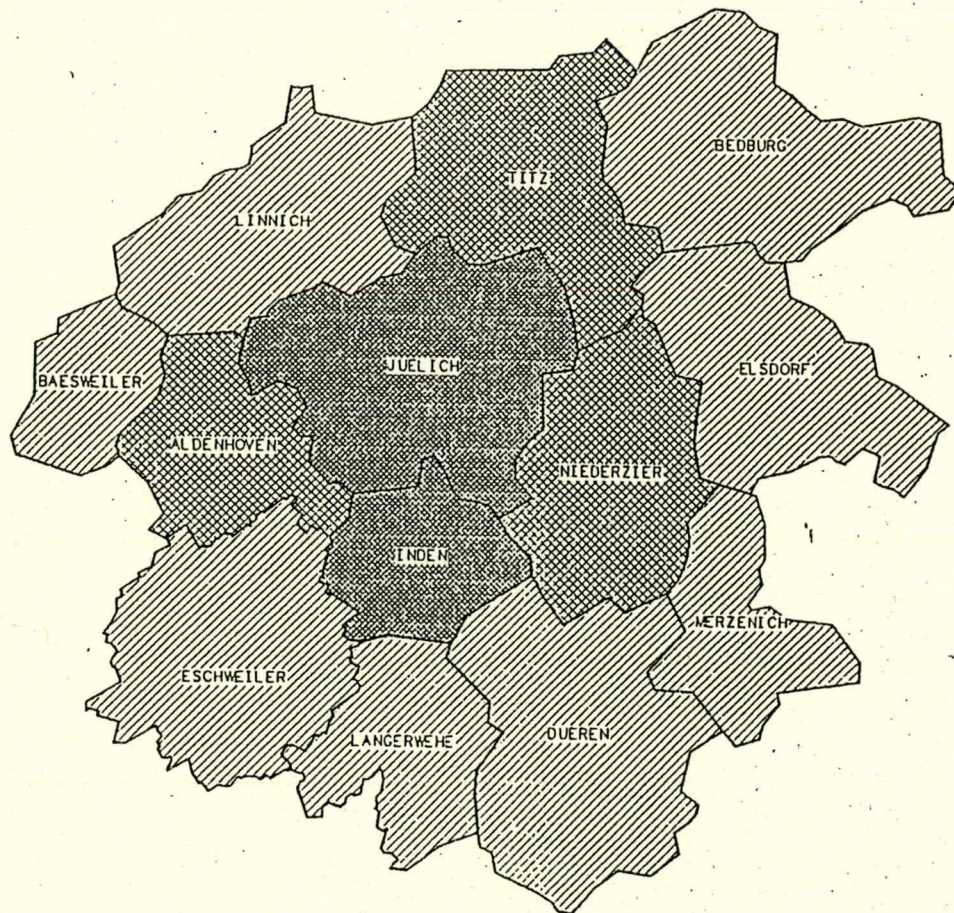 BEDBURG
TITZ
LINNICH
JUELICH
ELSDORF
BAESWEILER
ALDENHOVEN
NIEDERZIER
INDEN
MERZENICH
ESCHWEILER
DUEREN
LANGERWEHE